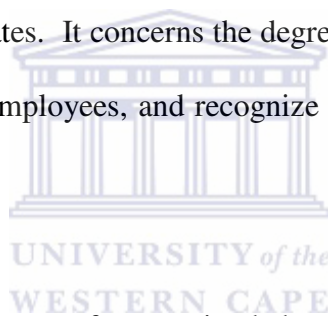 ates. It concerns the degre
mployees, and recognize
UNIVERSITY of the
WESTERN CAPE